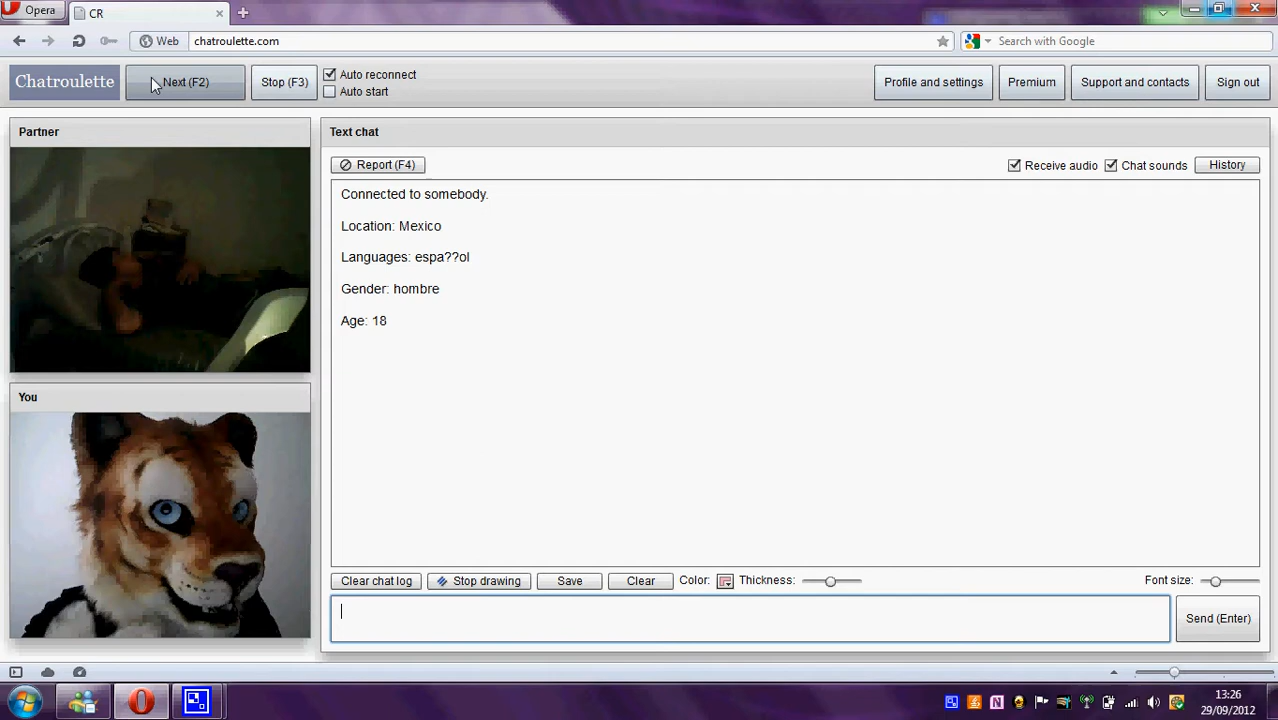 Opera
CR
Web
chatroulette.com
Search with Google
Chatroulette
Next (F2)
Stop (F3)
Auto reconnect
Auto start
Profile and settings
Premium
Support and contacts
Sign out
Partner
Text chat
Report (F4)
Receive audio
Chat sounds
History
Connected to somebody.
Location: Mexico
Languages: espa??ol
Gender: hombre
Age: 18
You
Clear chat log
Stop drawing
Save
Clear
Color:
Thickness:
Font size:
Send (Enter)
13:26
29/09/2012